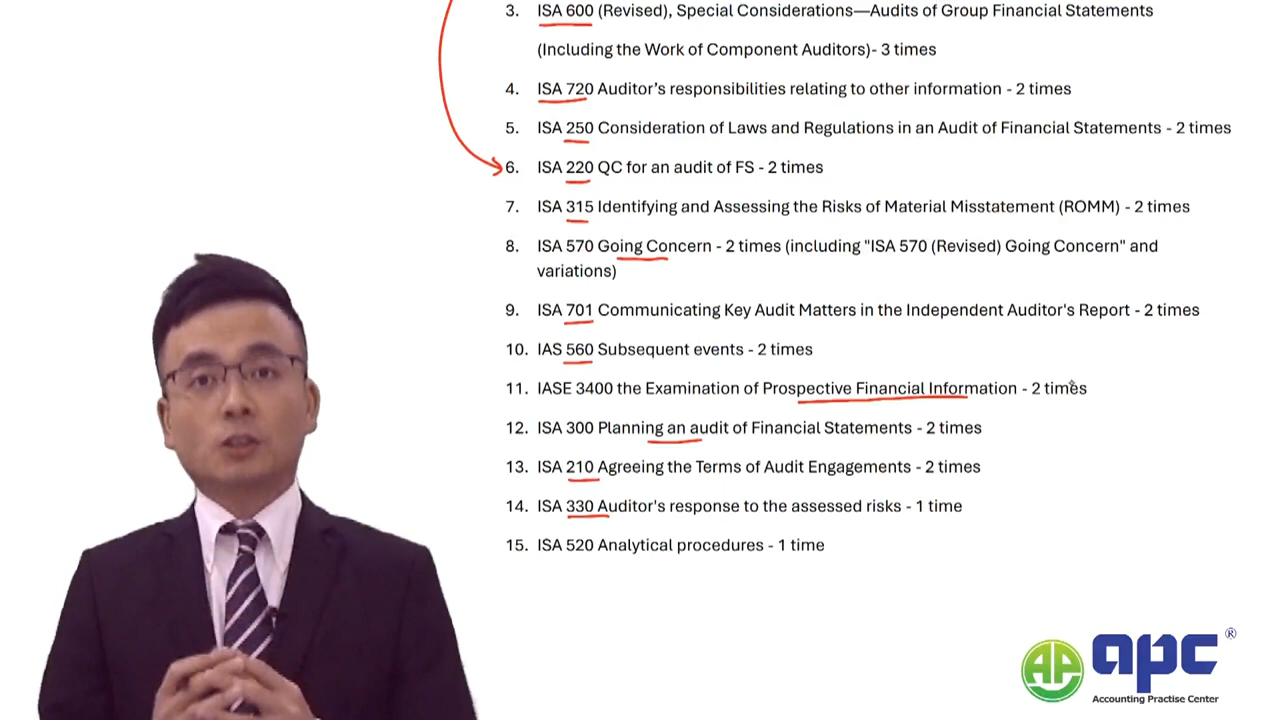 3. ISA 600 (Revised), Special Considerations—Audits of Group Financial Statements
(Including the Work of Component Auditors)- 3 times
4. ISA 720 Auditor's responsibilities relating to other information - 2 times
5. ISA 250 Consideration of Laws and Regulations in an Audit of Financial Statements - 2 times
6. ISA 220 QC for an audit of FS - 2 times
7. ISA 315 Identifying and Assessing the Risks of Material Misstatement (ROMM) - 2 times
8. ISA 570 Going Concern - 2 times (including "ISA 570 (Revised) Going Concern" and
variations)
9. ISA 701 Communicating Key Audit Matters in the Independent Auditor's Report - 2 times
10. IAS 560 Subsequent events - 2 times
11. IASE 3400 the Examination of Prospective Financial Information - 2 times
12. ISA 300 Planning an audit of Financial Statements - 2 times
13. ISA 210 Agreeing the Terms of Audit Engagements - 2 times
14. ISA 330 Auditor's response to the assessed risks - 1 time
15. ISA 520 Analytical procedures - 1 time
AP apc ®
Accounting Practise Center